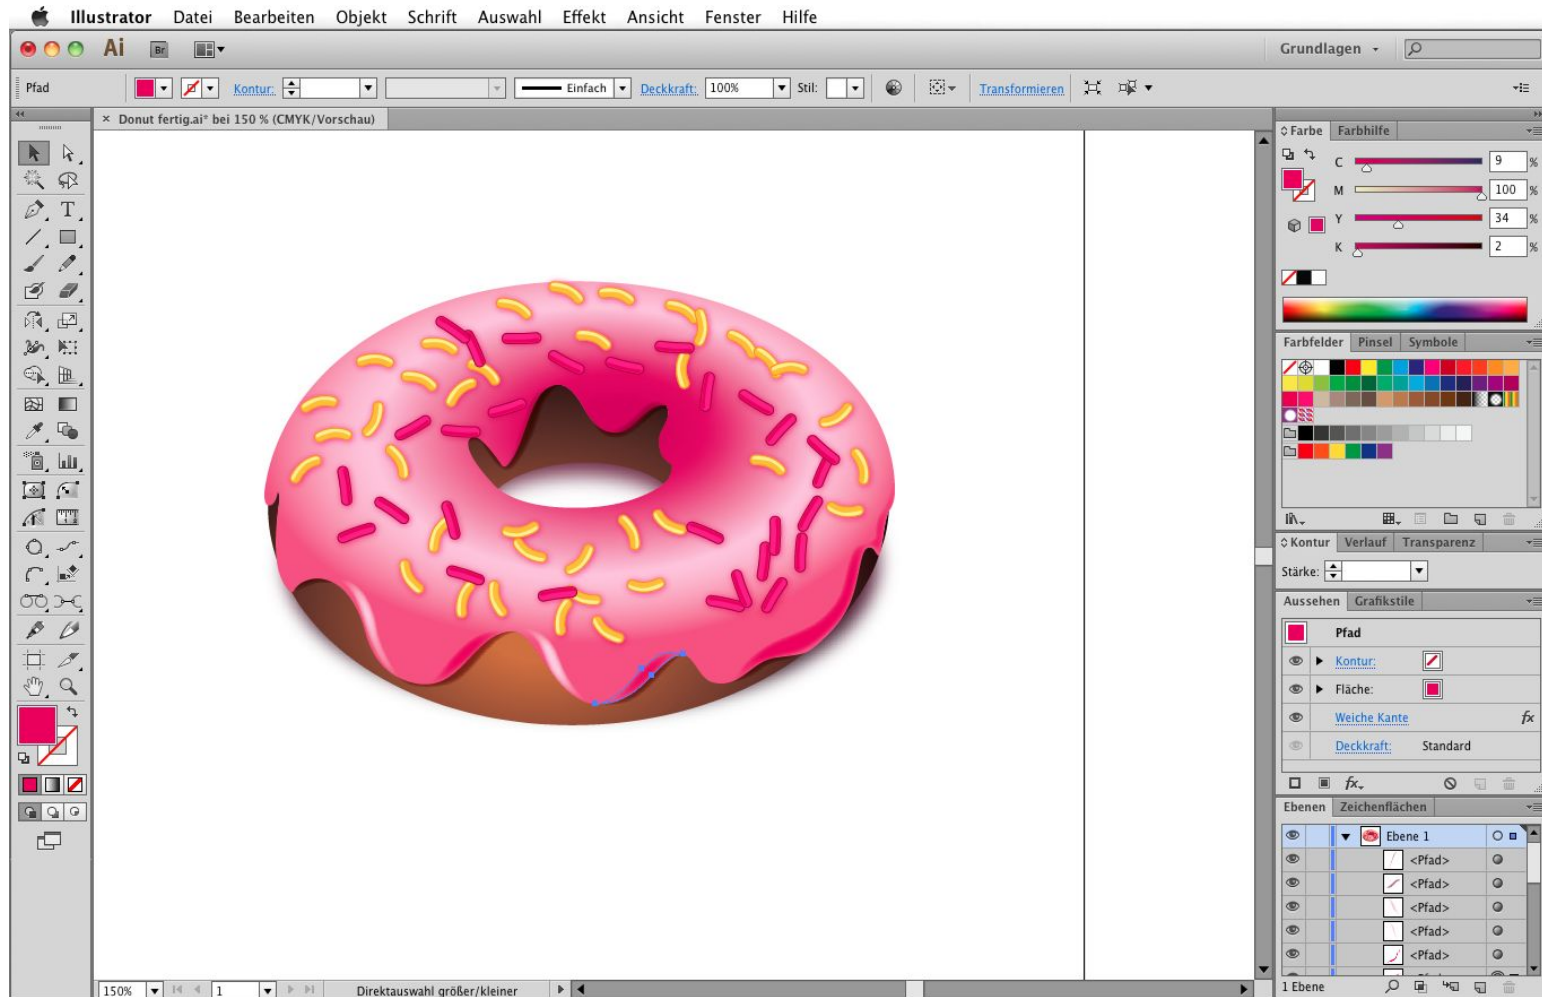 Illustrator Datei Bearbeiten Objekt Schrift Auswahl Effekt Ansicht Fenster Hilfe
Ai Br Grundlagen
Pfad Kontur: Einfach Deckkraft: 100% Stil: Transformieren
× Donut fertig.ai* bei 150 % (CMYK/Vorschau)
Farbe Farbhilfe
C 9 %
M 100 %
Y 34 %
K 2 %
Farbfelder Pinsel Symbole
Kontur Verlauf Transparenz
Stärke:
Aussehen Grafikstile
Pfad
Kontur:
Fläche:
Weiche Kante fx
Deckkraft: Standard
fx
Ebenen Zeichenflächen
Ebene 1
<Pfad>
<Pfad>
<Pfad>
<Pfad>
<Pfad>
1 Ebene
150% 1 Direktauswahl größer/kleiner